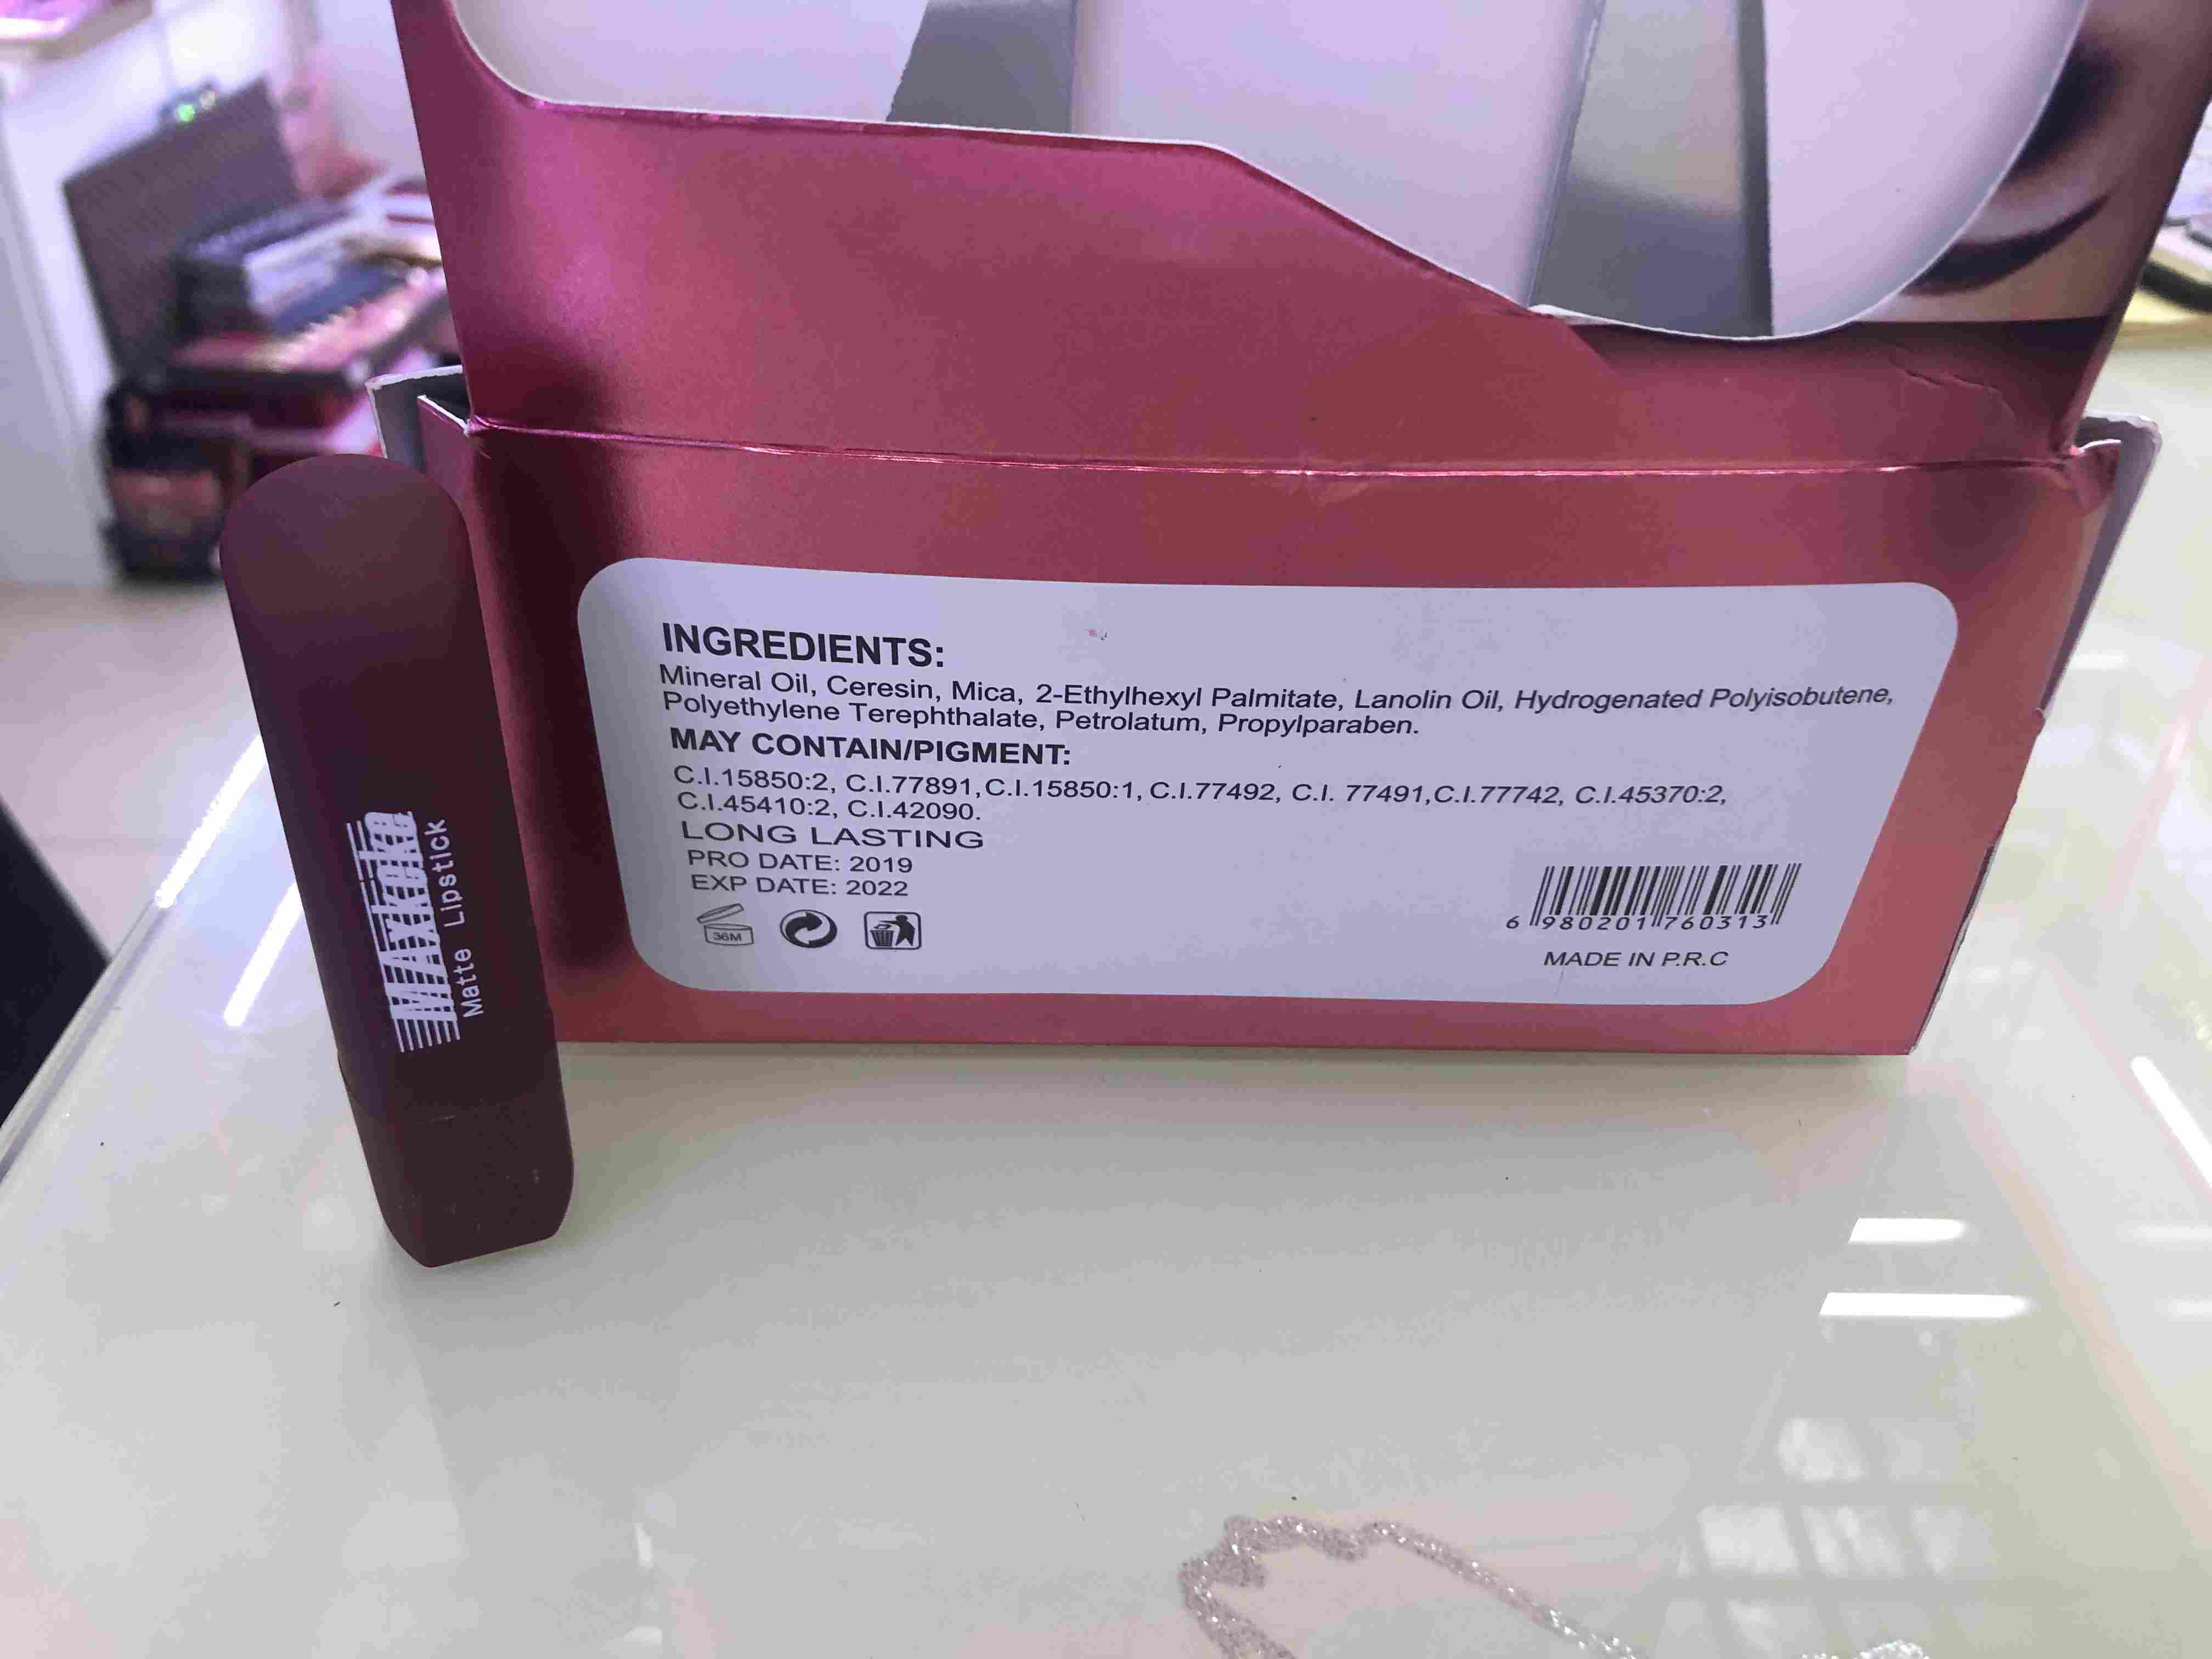 INGREDIENTS:
Mineral Oil, Ceresin, Mica, 2-Ethylhexyl Palmitate, Lanolin Oil, Hydrogenated Polyisobutene,
Polyethylene Terephthalate, Petrolatum, Propylparaben.
MAY CONTAIN/PIGMENT:
C.I.15850:2, C.I.77891,C.I.15850:1, C.I.77492, C.I. 77491,C.I.77742, C.I.45370:2,
C.I.45410:2, C.I.42090.
LONG LASTING
PRO DATE: 2019
EXP DATE: 2022
36M
6 980201 760313
MADE IN P.R.C
Matte Lipstick